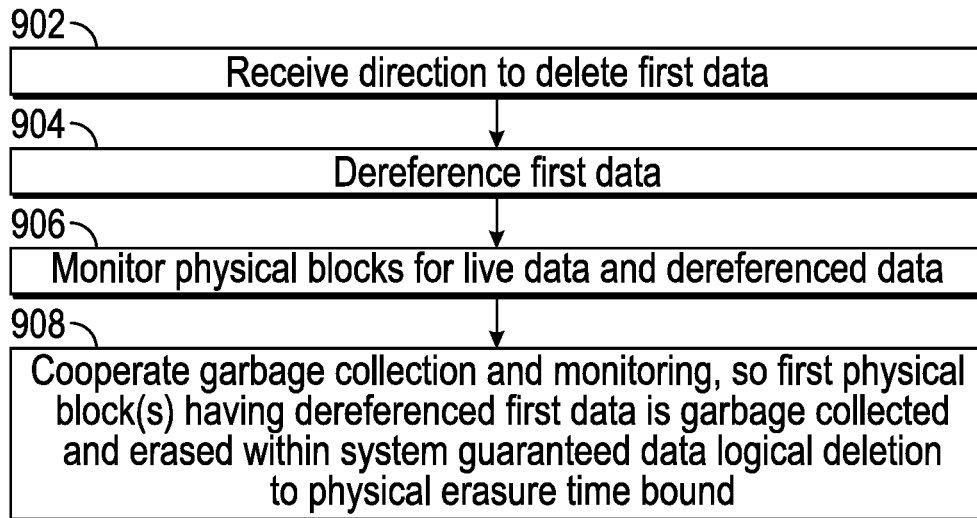 902
Receive direction to delete first data
904
Dereference first data
906
Monitor physical blocks for live data and dereferenced data
908
Cooperate garbage collection and monitoring, so first physical
block(s) having dereferenced first data is garbage collected
and erased within system guaranteed data logical deletion
to physical erasure time bound